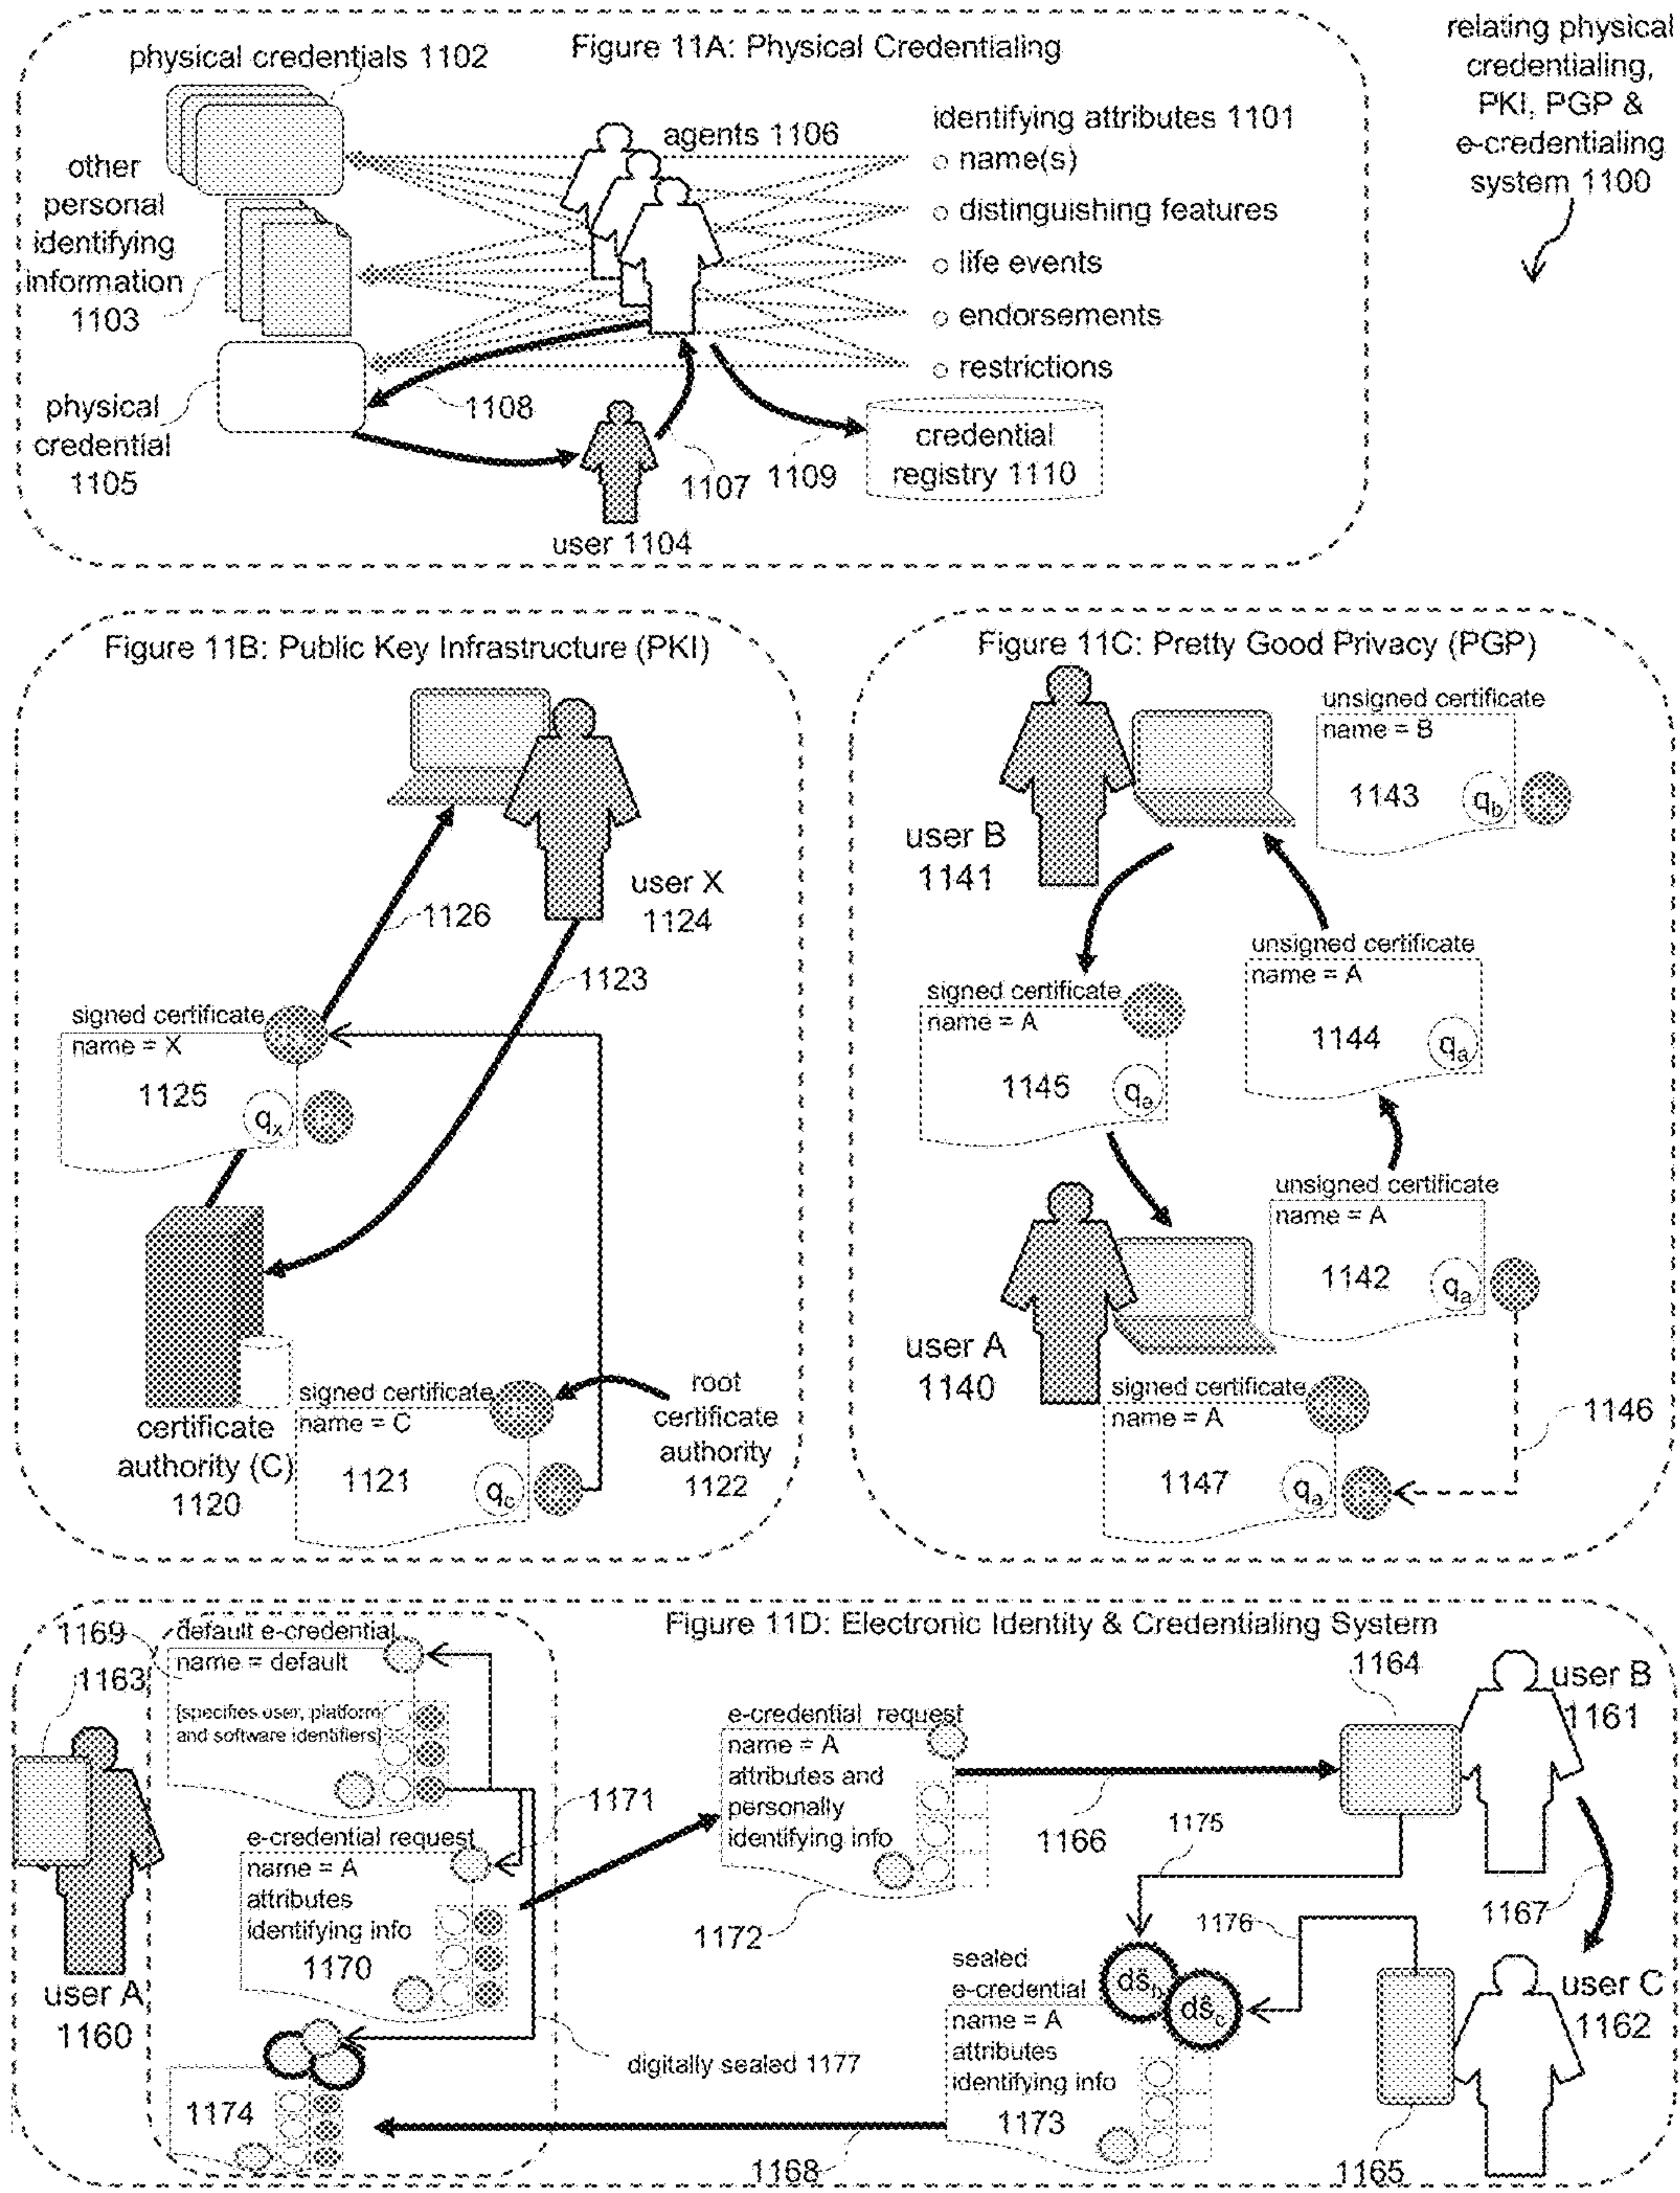 Figure 11A: Physical Credentialing
physical credentials 1102
relating physical
credentialing,
PKI, PGP &
e-credentialing
system 1100
other
personal
identifying
information
1103
agents 1106
identifying attributes 1101
name(s)
distinguishing features
life events
endorsements
restrictions
physical
credential
1105
1108
1107
1109
credential
registry 1110
user 1104
Figure 11B: Public Key Infrastructure (PKI)
user X
1124
1126
1123
signed certificate
name = X
1125
qx
certificate
authority (C)
1120
signed certificate
name = C
1121
qc
root
certificate
authority
1122
Figure 11C: Pretty Good Privacy (PGP)
unsigned certificate
name = B
1143
qb
user B
1141
unsigned certificate
name = A
1144
qa
signed certificate
name = A
1145
qa
unsigned certificate
name = A
1142
qa
user A
1140
signed certificate
name = A
1147
qa
1146
Figure 11D: Electronic Identity & Credentialing System
1169
1163
default e-credential
name = default
[specifies user, platform
and software identifiers]
1171
e-credential request
name = A
attributes
identifying info
1170
user A
1160
1174
e-credential request
name = A
attributes and
personally
identifying info
1172
1166
1164
user B
1161
1175
1167
1176
sealed
e-credential
name = A
attributes
identifying info
1173
dŝb
dŝc
user C
1162
digitally sealed 1177
1168
1165